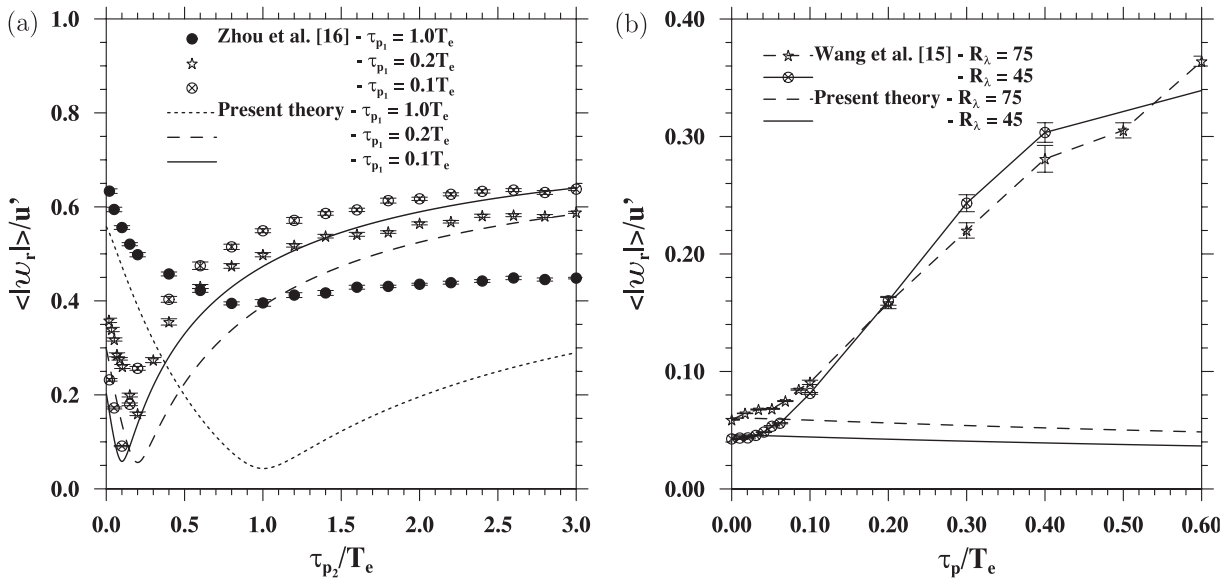 (a)
1.0
0.8
0.6
0.4
0.2
0.0
<|w_r|>/u'
Zhou et al. [16] - τ_p₁ = 1.0T_e
- τ_p₁ = 0.2T_e
- τ_p₁ = 0.1T_e
Present theory - τ_p₁ = 1.0T_e
- τ_p₁ = 0.2T_e
- τ_p₁ = 0.1T_e
0.0 0.5 1.0 1.5 2.0 2.5 3.0
τ_p₂/T_e
(b)
0.40
0.30
0.20
0.10
0.00
<|w_r|>/u'
Wang et al. [15] - R_λ = 75
- R_λ = 45
Present theory - R_λ = 75
- R_λ = 45
0.00 0.10 0.20 0.30 0.40 0.50 0.60
τ_p/T_e